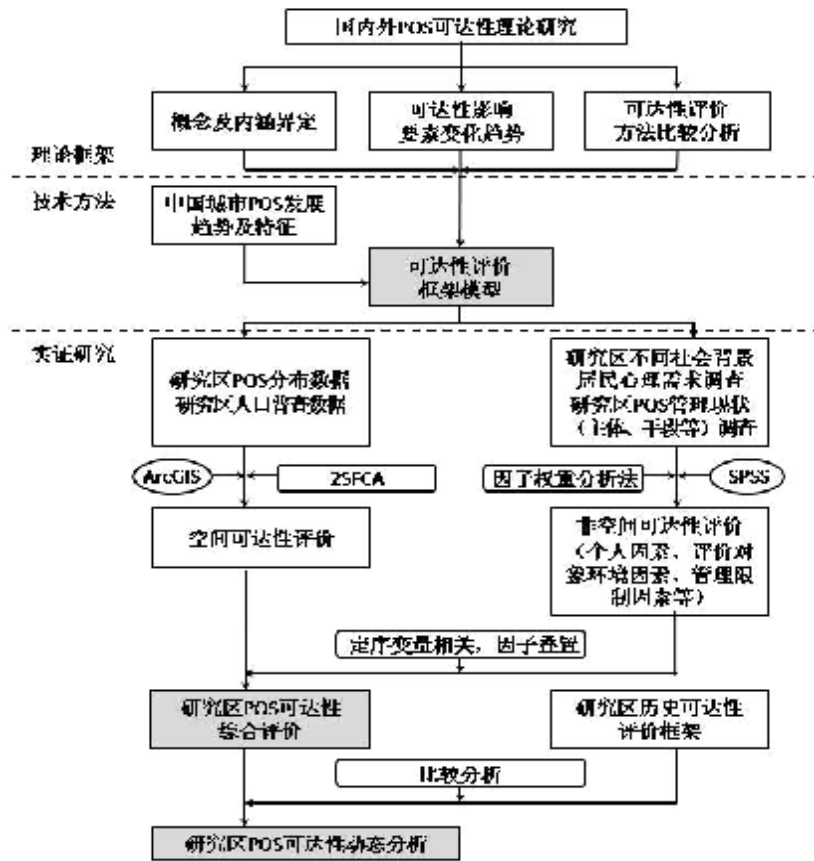 国内外POS可达性理论研究
概念及内涵界定
可达性影响
要素变化趋势
可达性评价
方法比较分析
理论框架
技术方法
中国城市POS发展
趋势及特征
可达性评价
框架模型
实证研究
研究区POS分布数据
研究区人口普查数据
研究区不同社会背景
居民心理需求调查
研究区POS管理现状
（主体、手段等）调查
ArcGIS
2SFCA
因子权重分析法
SPSS
空间可达性评价
非空间可达性评价
（个人因素、评价对
象环境因素、管理限
制因素等）
定序变量相关，因子叠置
研究区POS可达性
综合评价
研究区历史可达性
评价框架
比较分析
研究区POS可达性动态分析